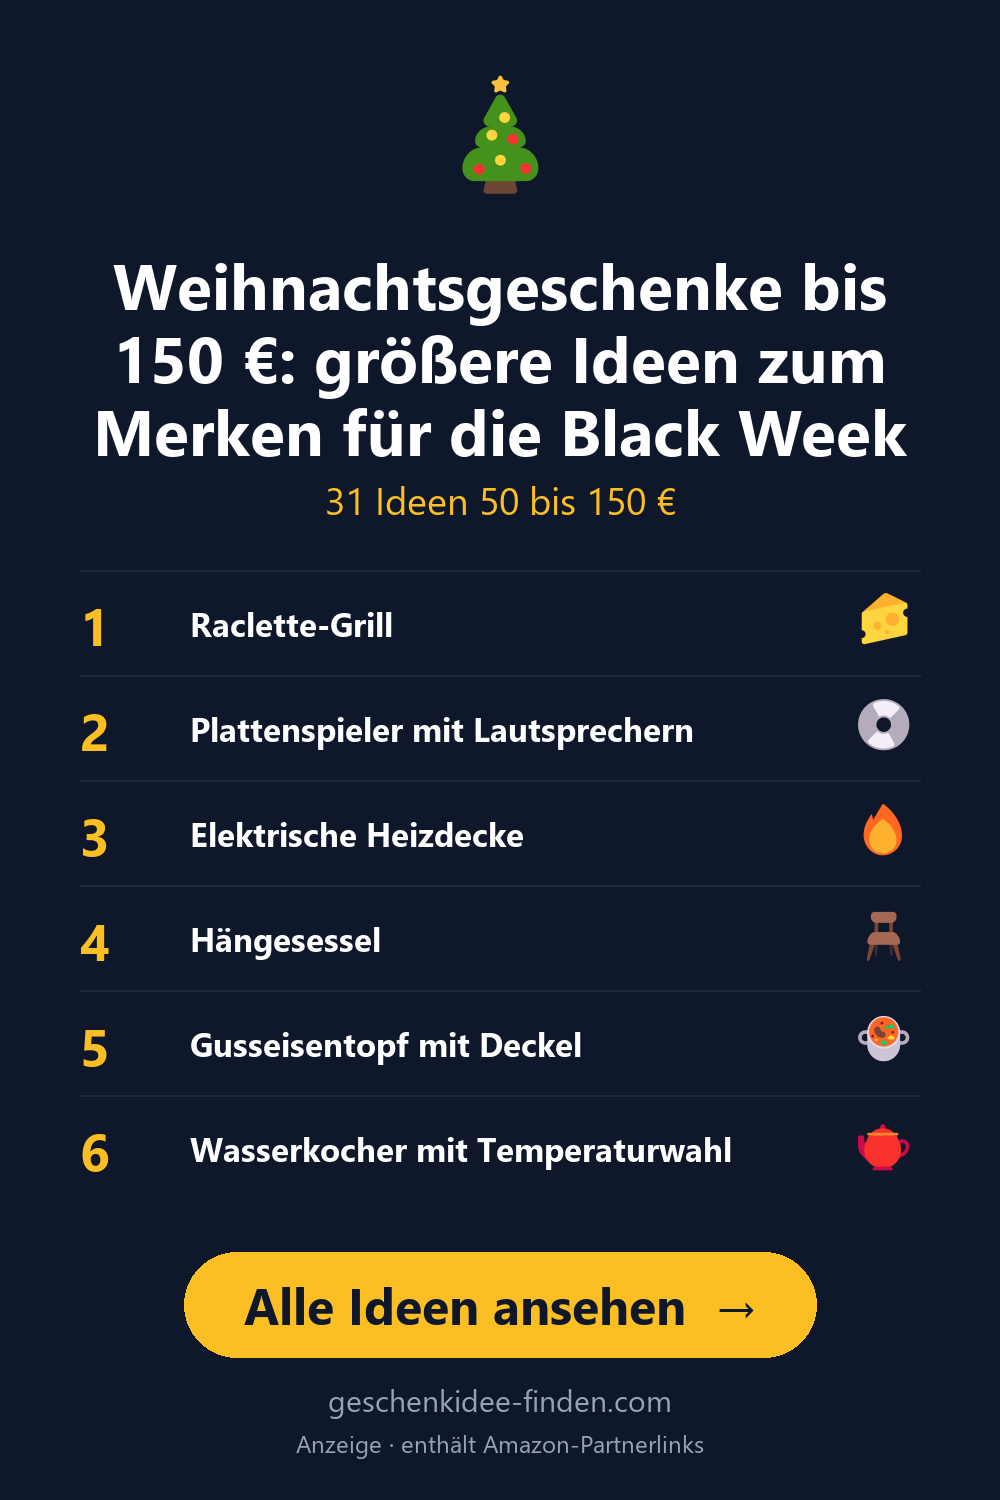 Weihnachtsgeschenke bis
150 €: größere Ideen zum
Merken für die Black Week
31 Ideen 50 bis 150 €
1 Raclette-Grill
2 Plattenspieler mit Lautsprechern
3 Elektrische Heizdecke
4 Hängesessel
5 Gusseisentopf mit Deckel
6 Wasserkocher mit Temperaturwahl
Alle Ideen ansehen →
geschenkidee-finden.com
Anzeige · enthält Amazon-Partnerlinks